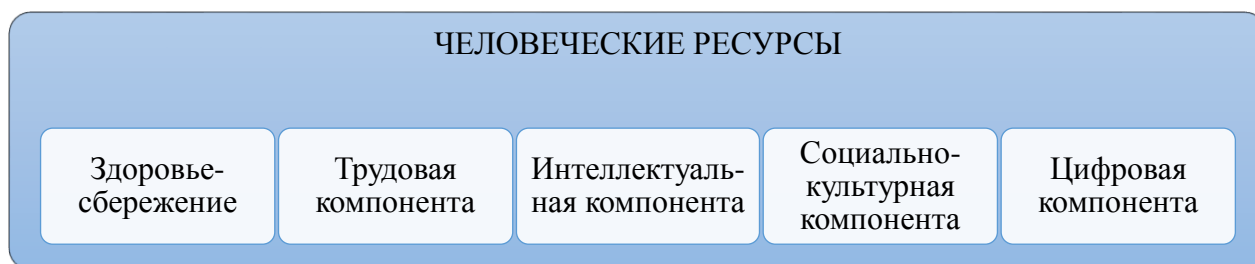 ЧЕЛОВЕЧЕСКИЕ РЕСУРСЫ
Здоровье-
сбережение
Трудовая
компонента
Интеллектуаль-
ная компонента
Социально-
культурная
компонента
Цифровая
компонента